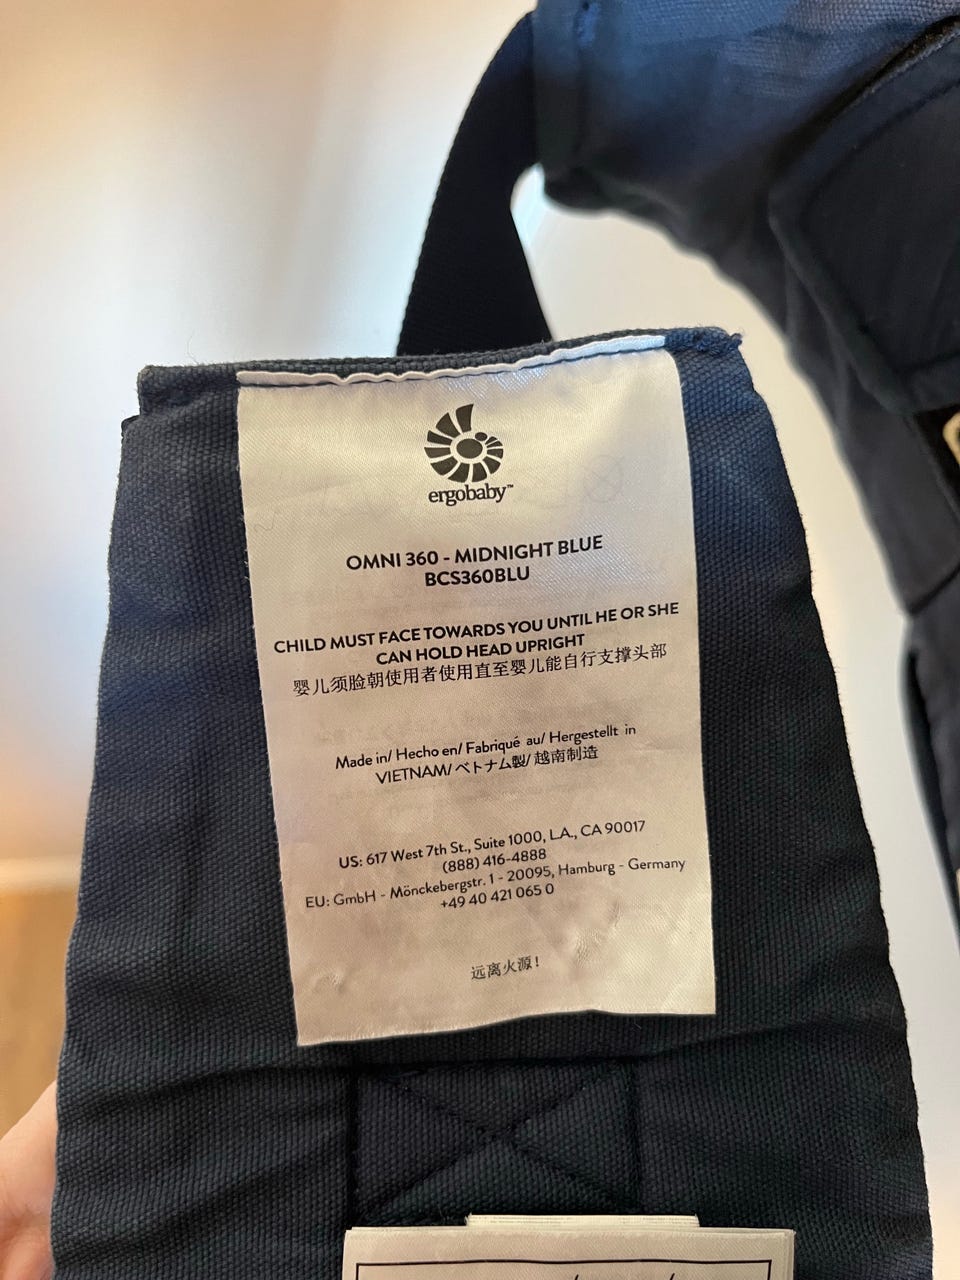 ergobaby™
OMNI 360 - MIDNIGHT BLUE
BCS360BLU
CHILD MUST FACE TOWARDS YOU UNTIL HE OR SHE
CAN HOLD HEAD UPRIGHT
婴儿须脸朝使用者使用直至婴儿能自行支撑头部
Made in/ Hecho en/ Fabriqué au/ Hergestellt in
VIETNAM/ベトナム製/越南制造
US: 617 West 7th St., Suite 1000, L.A., CA 90017
(888) 416-4888
EU: GmbH - Mönckebergstr. 1 - 20095, Hamburg - Germany
+49 40 421 065 0
远离火源!